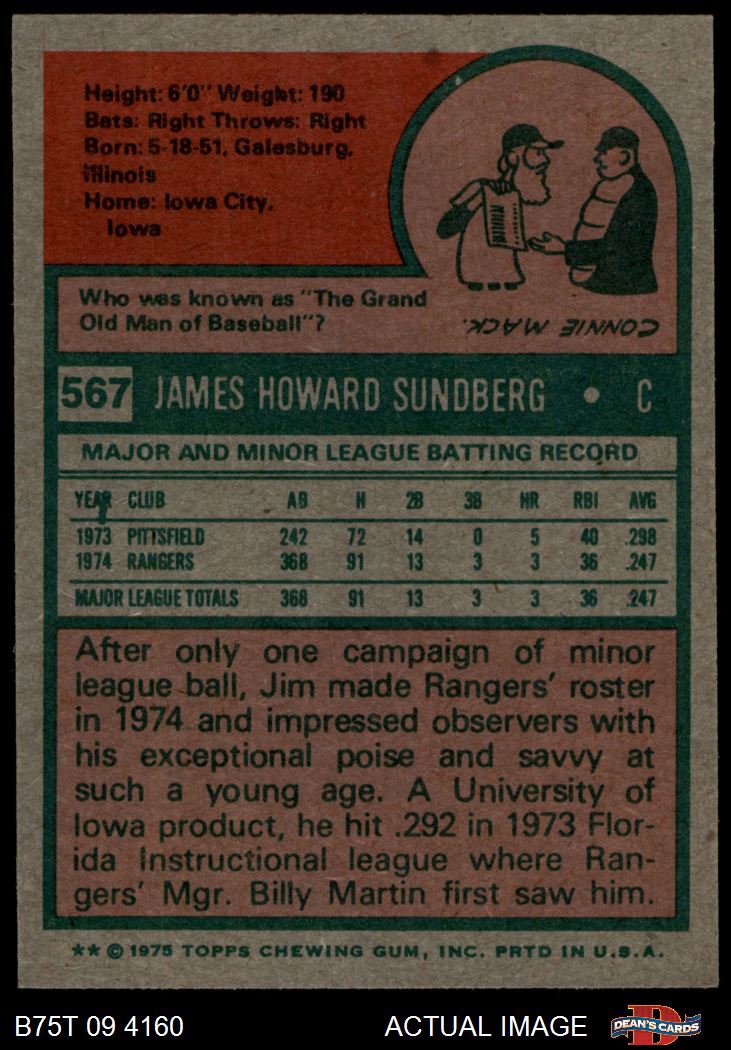 Height: 6'0" Weight: 190
Bats: Right Throws: Right
Born: 5-18-51, Galesburg,
Illinois
Home: Iowa City,
Iowa
Who was known as "The Grand
Old Man of Baseball"?
CONNIE MACK.
567 JAMES HOWARD SUNDBERG • C
MAJOR AND MINOR LEAGUE BATTING RECORD
YEAR CLUB AB H 2B 3B HR RBI AVG
1973 PITTSFIELD 242 72 14 0 5 40 .298
1974 RANGERS 368 91 13 3 3 36 .247
MAJOR LEAGUE TOTALS 368 91 13 3 3 36 .247
After only one campaign of minor
league ball, Jim made Rangers' roster
in 1974 and impressed observers with
his exceptional poise and savvy at
such a young age. A University of
Iowa product, he hit .292 in 1973 Flor-
ida Instructional league where Ran-
gers' Mgr. Billy Martin first saw him.
** © 1975 TOPPS CHEWING GUM, INC. PRTD IN U.S.A.
B75T 09 4160 ACTUAL IMAGE D DEAN'S CARDS